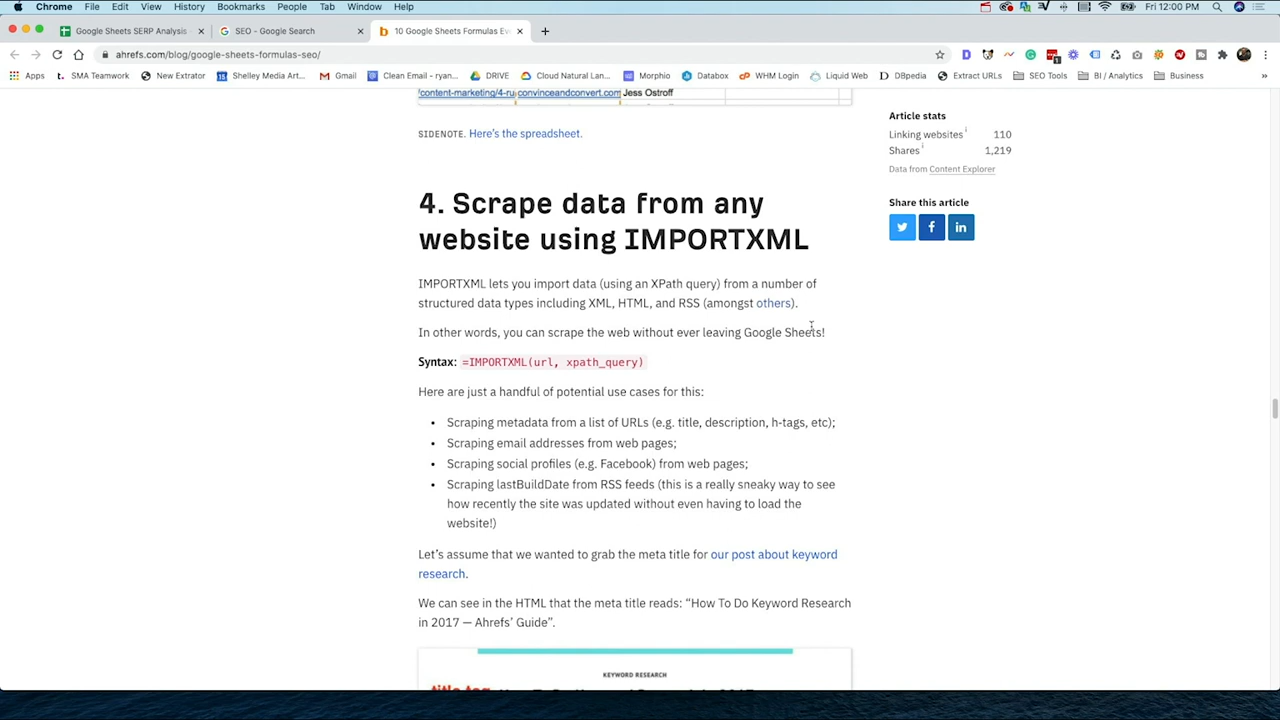 Chrome File Edit View History Bookmarks People Tab Window Help Fri 12:00 PM
Google Sheets SERP Analysis SEO - Google Search 10 Google Sheets Formulas Ev
ahrefs.com/blog/google-sheets-formulas-seo/
Apps SMA Teamwork New Extrator Shelley Media Art... Gmail Clean Email - ryan... DRIVE Cloud Natural Lan... Morphio Databox WHM Login Liquid Web DBpedia Extract URLs SEO Tools BI / Analytics Business »
/content-marketing/4-ru convinceandconvert.com Jess Ostroff
SIDENOTE. Here's the spreadsheet.
4. Scrape data from any
website using IMPORTXML
IMPORTXML lets you import data (using an XPath query) from a number of
structured data types including XML, HTML, and RSS (amongst others).
In other words, you can scrape the web without ever leaving Google Sheets!
Syntax: =IMPORTXML(url, xpath_query)
Here are just a handful of potential use cases for this:
• Scraping metadata from a list of URLs (e.g. title, description, h-tags, etc);
• Scraping email addresses from web pages;
• Scraping social profiles (e.g. Facebook) from web pages;
• Scraping lastBuildDate from RSS feeds (this is a really sneaky way to see
how recently the site was updated without even having to load the
website!)
Let's assume that we wanted to grab the meta title for our post about keyword
research.
We can see in the HTML that the meta title reads: “How To Do Keyword Research
in 2017 — Ahrefs' Guide”.
KEYWORD RESEARCH
Article stats
Linking websites i 110
Shares i 1,219
Data from Content Explorer
Share this article